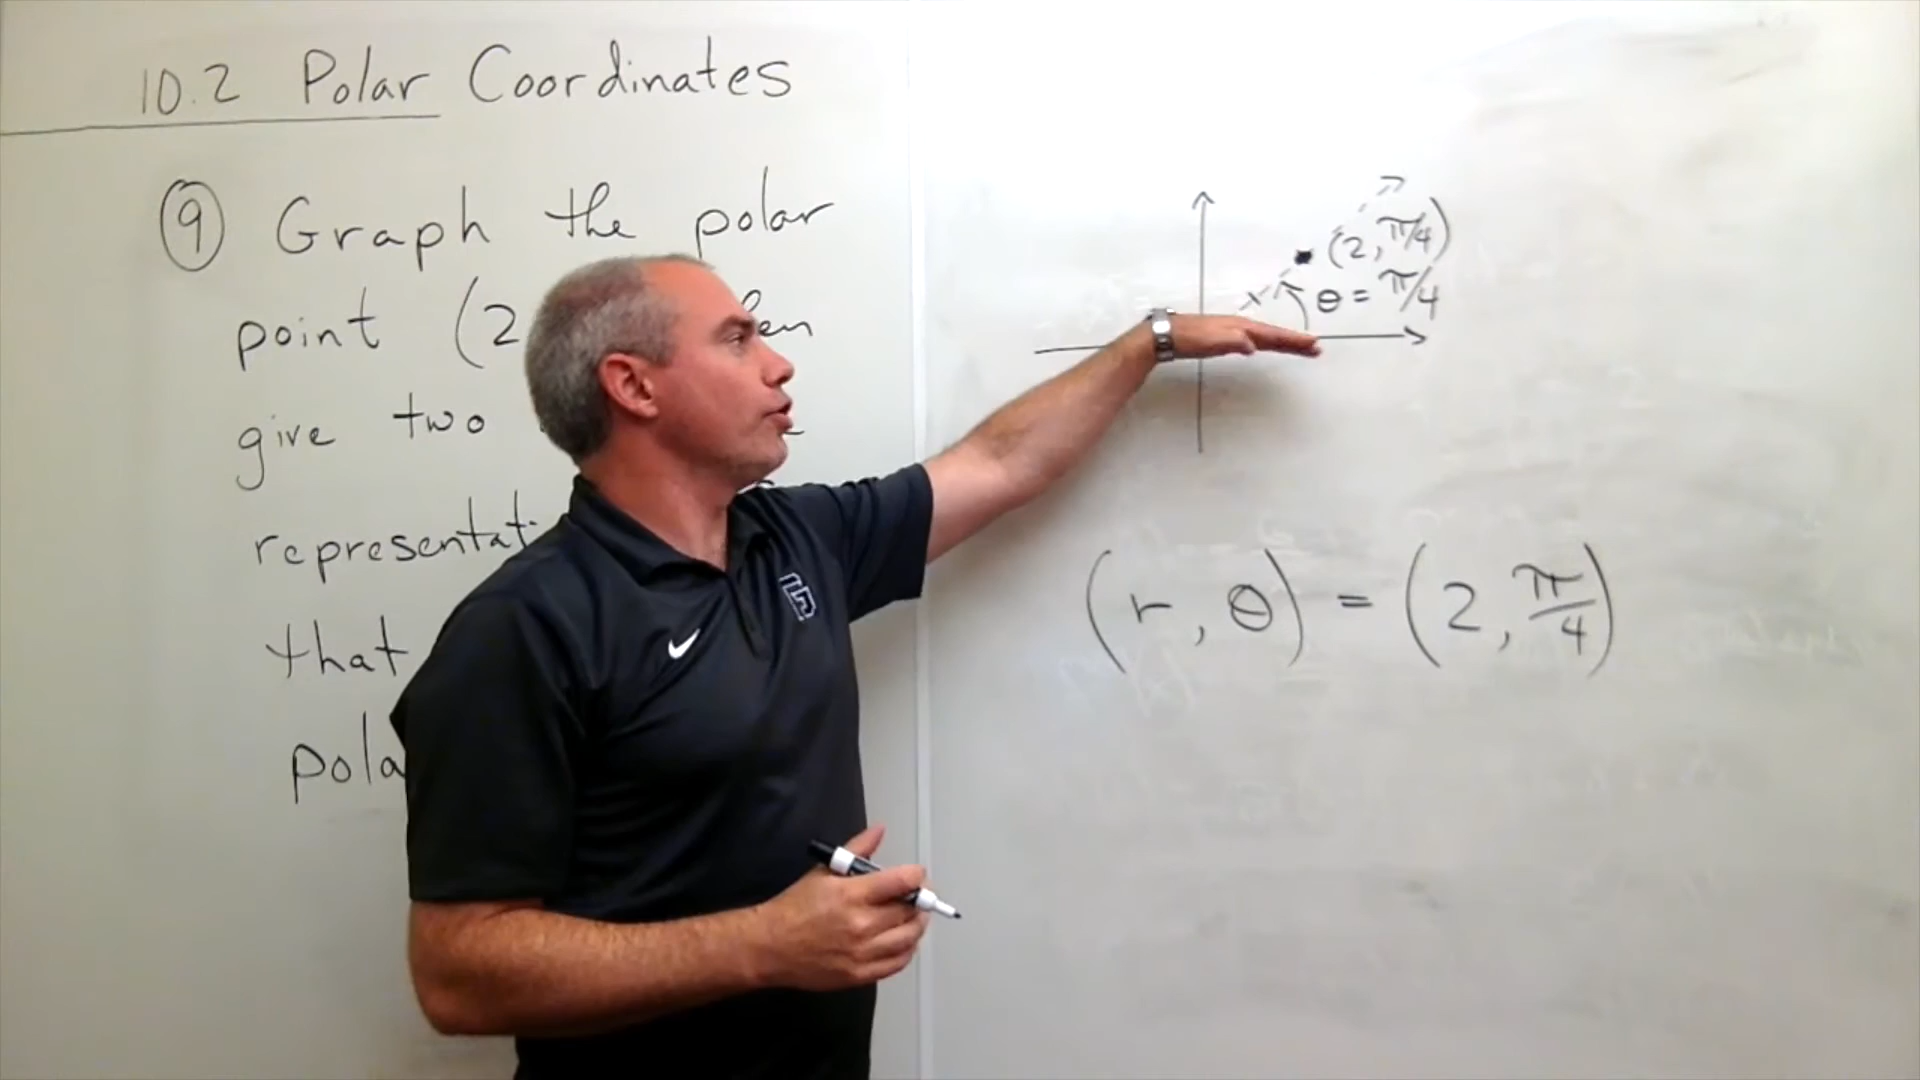 10.2 Polar Coordinates
9 Graph the polar
point (2
give two
representat
that
pola
(2, π/4)
θ = π/4
(r, θ) = (2, π/4)